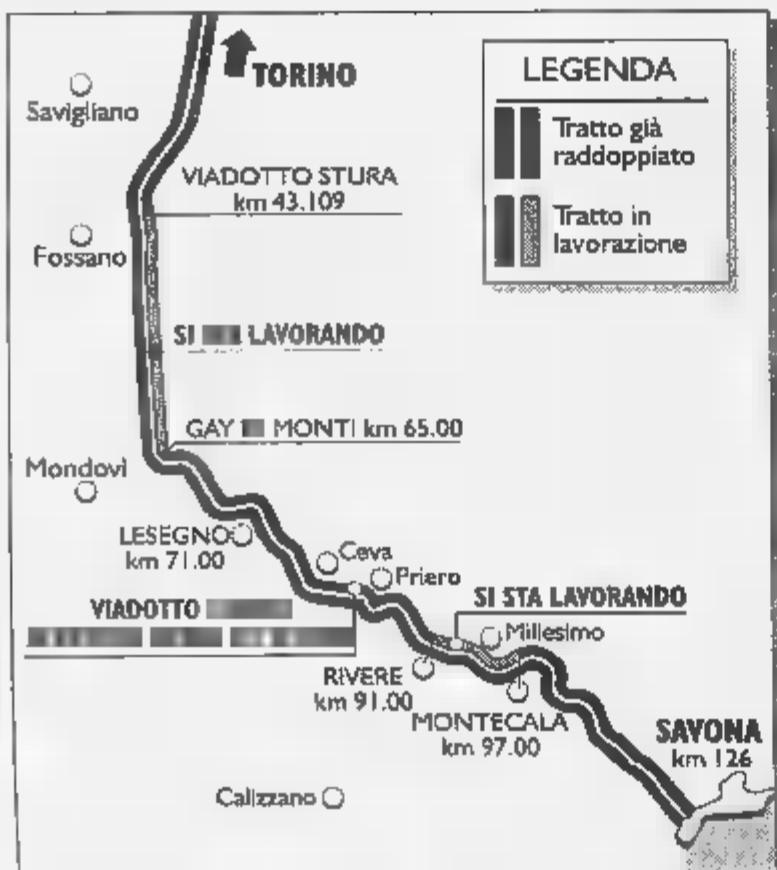 TORINO
Savigliano
LEGENDA
Tratto già
raddoppiato
Tratto in
lavorazione
VIADOTTO STURA
km 43.109
Fossano
SI LAVORANDO
GAY MONTI km 65.00
Mondovì
LESEGNO
km 71.00
Ceva
Priero
VIADOTTO
SI STA LAVORANDO
Millesimo
RIVERE
km 91.00
MONTECALA
km 97.00
SAVONA
km 126
Calizzano